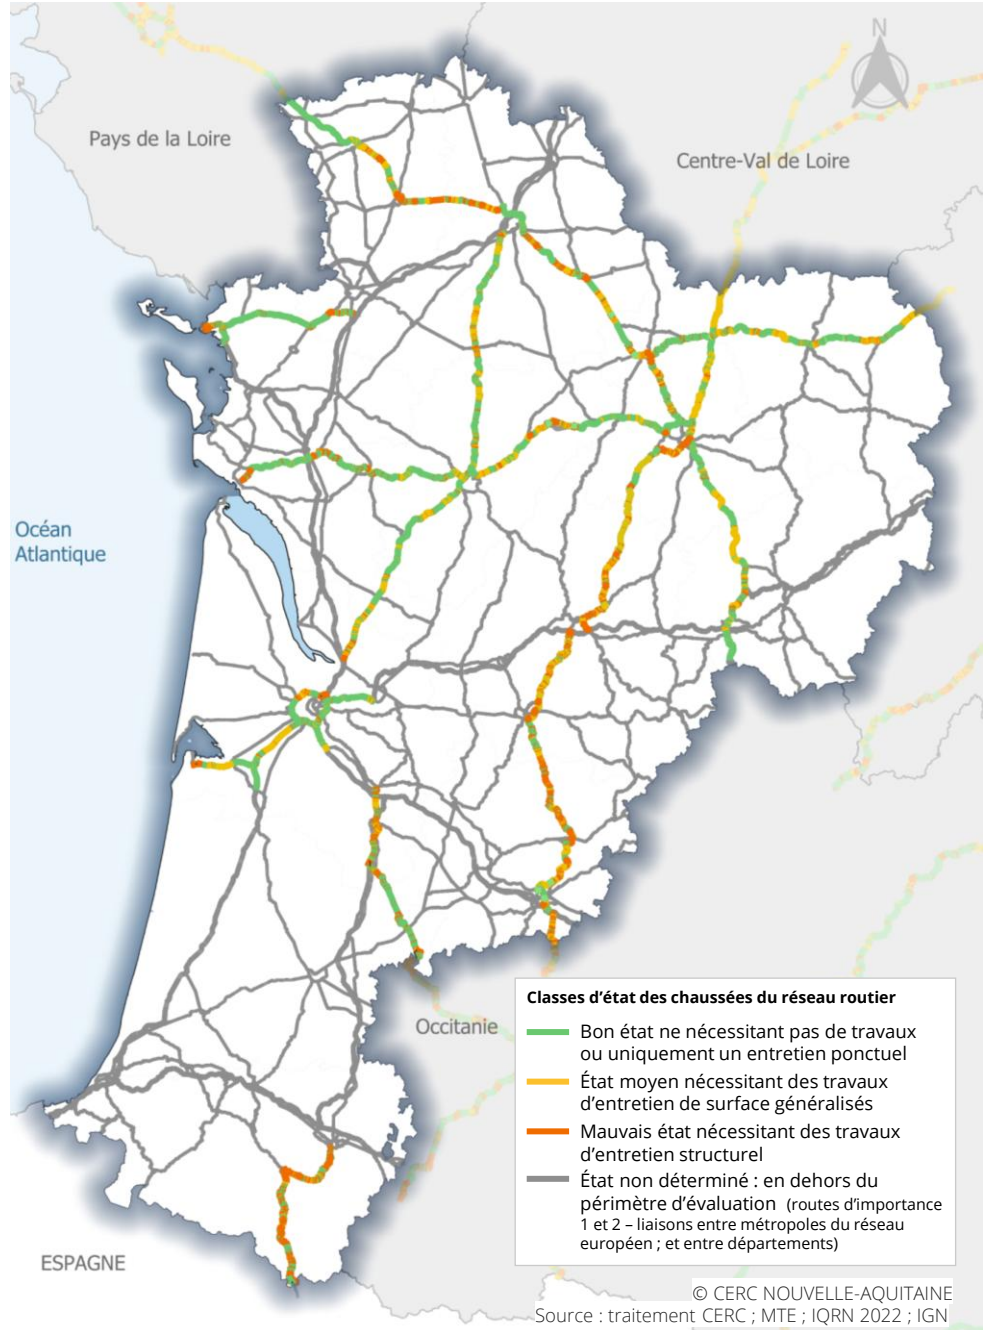 N
Pays de la Loire
Centre-Val de Loire
Océan
Atlantique
Occitanie
ESPAGNE
Classes d’état des chaussées du réseau routier
Bon état ne nécessitant pas de travaux
ou uniquement un entretien ponctuel
État moyen nécessitant des travaux
d’entretien de surface généralisés
Mauvais état nécessitant des travaux
d’entretien structurel
État non déterminé : en dehors du
périmètre d’évaluation (routes d’importance
1 et 2 – liaisons entre métropoles du réseau
européen ; et entre départements)
© CERC NOUVELLE-AQUITAINE
Source : traitement CERC ; MTE ; IQRN 2022 ; IGN